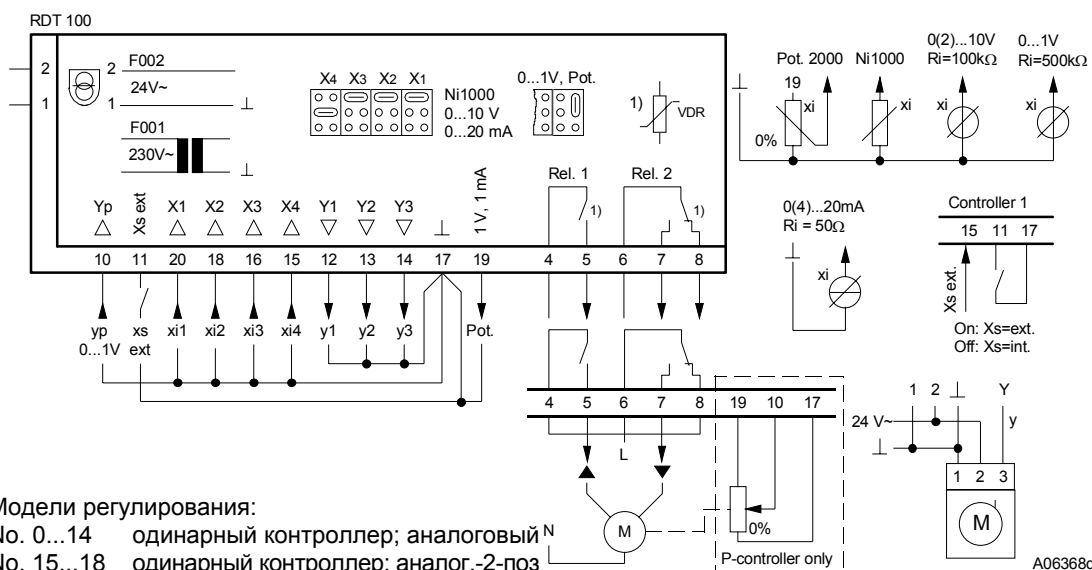 RDT 100
2 2 F002
24V~
1 1 ⊥
F001
230V~
⊥
X4 X3 X2 X1
Ni1000
0...10 V
0...20 mA
0...1V, Pot.
1) VDR
Rel. 1 Rel. 2
1) 1)
Yp Xs ext X1 X2 X3 X4 Y1 Y2 Y3 ⊥ 1 V, 1 mA
10 11 20 18 16 15 12 13 14 17 19 4 5 6 7 8
yp xs xi1 xi2 xi3 xi4 y1 y2 y3 Pot.
0...1V ext
4 5 6 7 8 19 10 17
L
N M 0%
P-controller only
0(2)...10V 0...1V
Pot. 2000 Ni1000 Ri=100kΩ Ri=500kΩ
⊥ 19 xi xi xi xi
0%
0(4)...20mA
Ri = 50Ω
⊥ xi
Controller 1
15 11 17
Xs ext.
On: Xs=ext.
Off: Xs=int.
1 2 ⊥ Y
24 V~ y
⊥
1 2 3
M
Модели регулирования:
No. 0...14 одинарный контроллер; аналоговый
No. 15...18 одинарный контроллер; аналог.-2-поз
A06368c